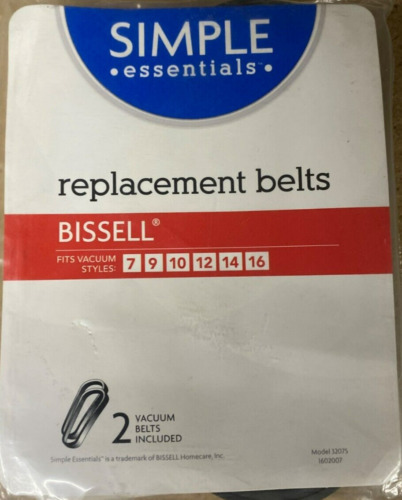 SIMPLE
•essentials™•
replacement belts
BISSELL®
FITS VACUUM
STYLES: 7 9 10 12 14 16
2 VACUUM
BELTS
INCLUDED
Simple Essentials™ is a trademark of BISSELL Homecare, Inc.
Model 32075
1602007